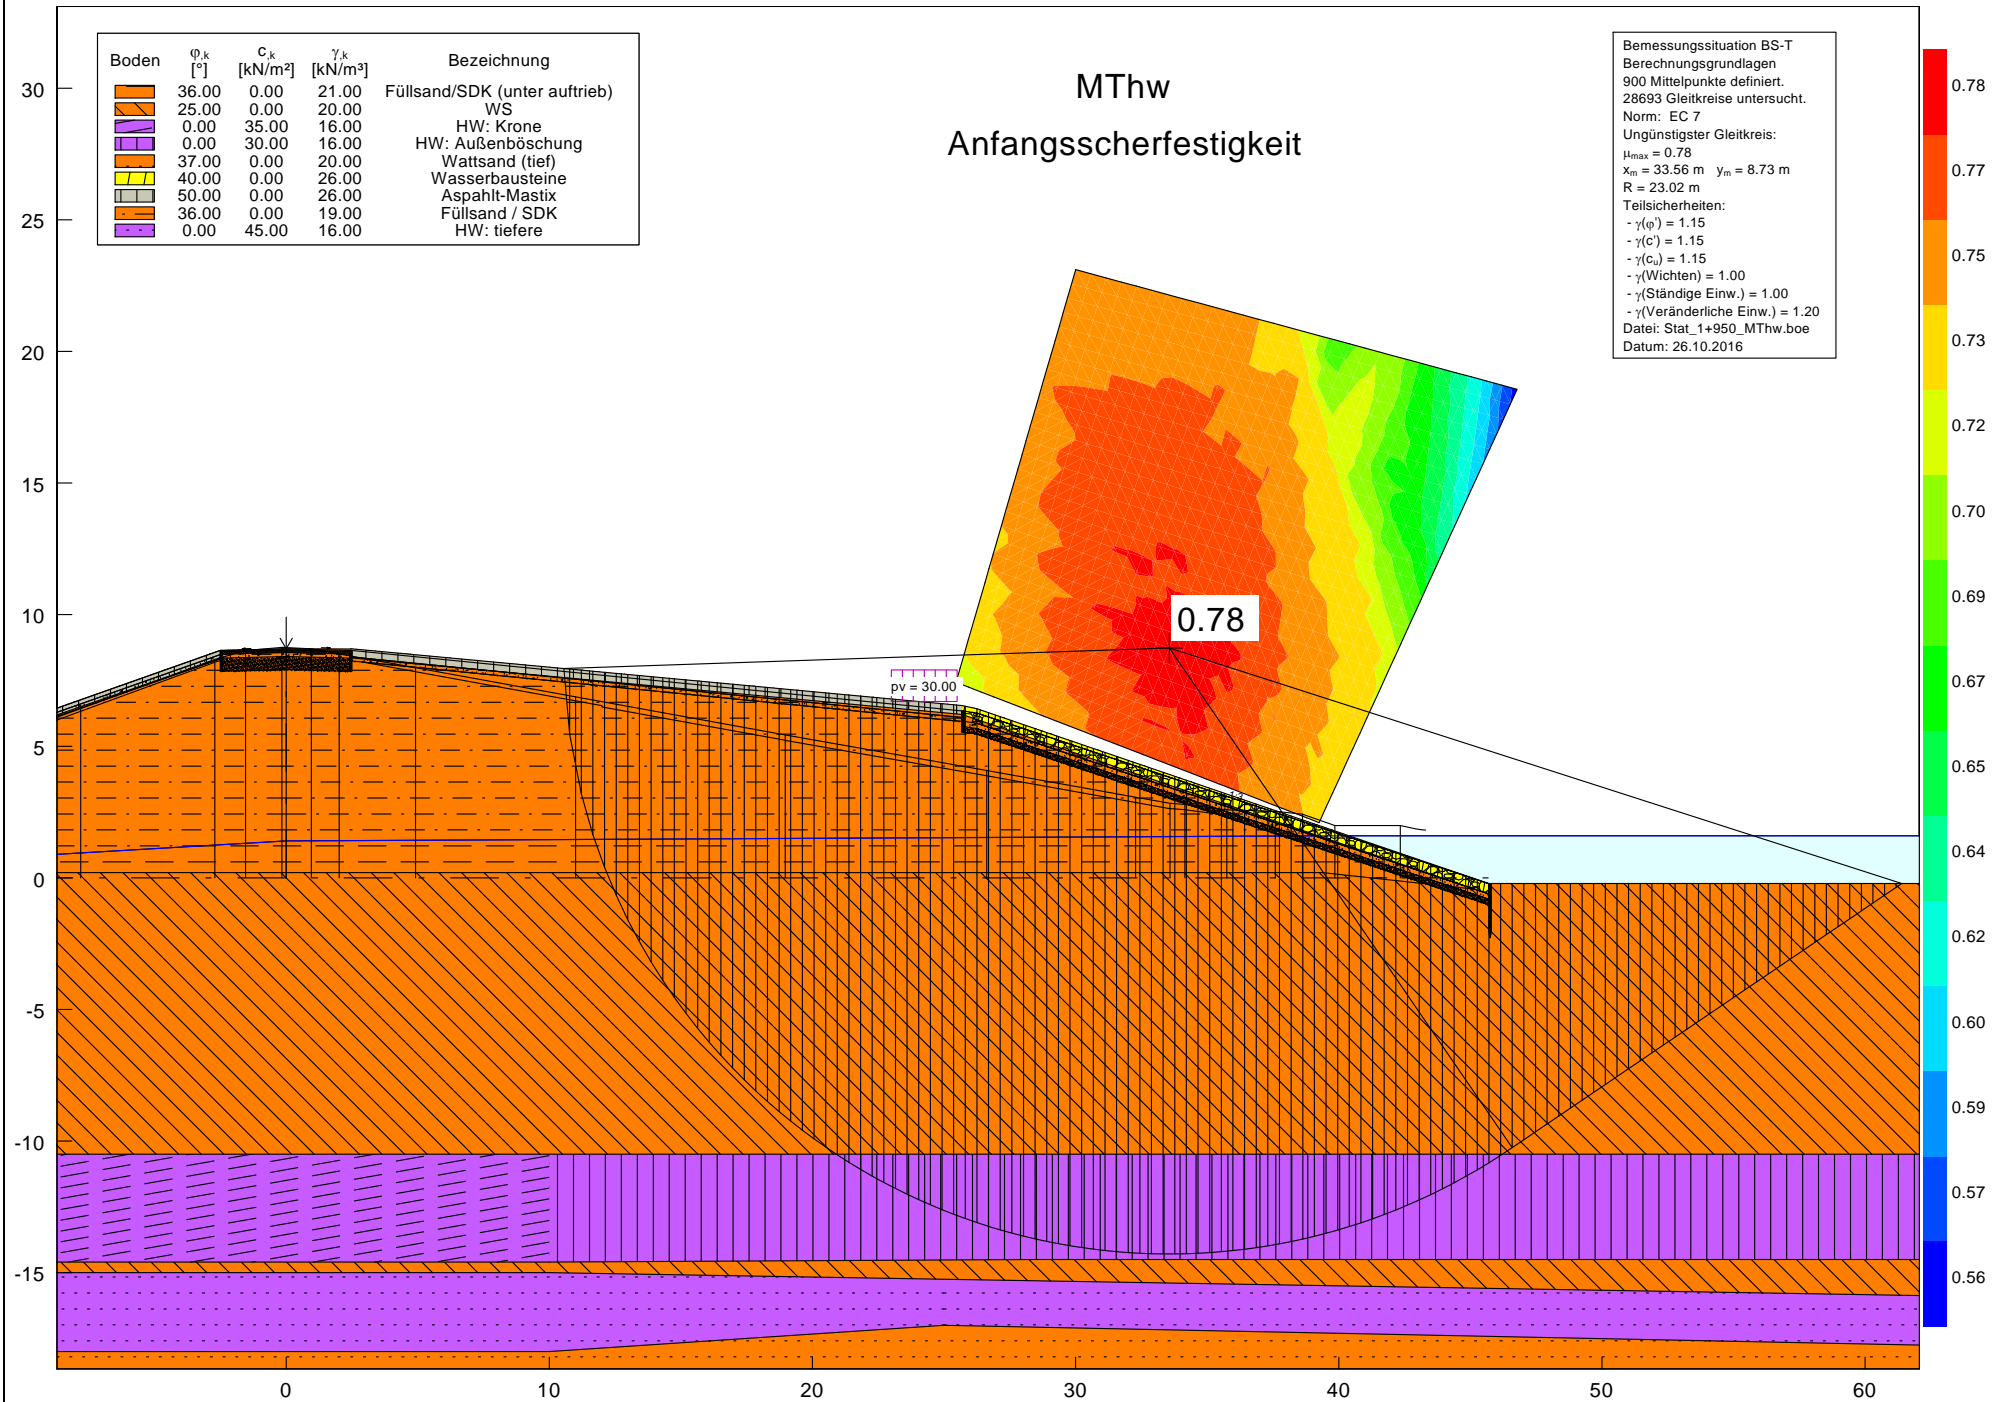 Boden φ,k [°] c,k [kN/m²] γ,k [kN/m³] Bezeichnung
36.00 0.00 21.00 Füllsand/SDK (unter auftrieb)
25.00 0.00 20.00 WS
0.00 35.00 16.00 HW: Krone
0.00 30.00 16.00 HW: Außenböschung
37.00 0.00 20.00 Wattsand (tief)
40.00 0.00 26.00 Wasserbausteine
50.00 0.00 26.00 Aspahlt-Mastix
36.00 0.00 19.00 Füllsand / SDK
0.00 45.00 16.00 HW: tiefere
MThw
Anfangsscherfestigkeit
Bemessungssituation BS-T
Berechnungsgrundlagen
900 Mittelpunkte definiert.
28693 Gleitkreise untersucht.
Norm: EC 7
Ungünstigster Gleitkreis:
μmax = 0.78
xm = 33.56 m ym = 8.73 m
R = 23.02 m
Teilsicherheiten:
- γ(φ') = 1.15
- γ(c') = 1.15
- γ(cu) = 1.15
- γ(Wichten) = 1.00
- γ(Ständige Einw.) = 1.00
- γ(Veränderliche Einw.) = 1.20
Datei: Stat_1+950_MThw.boe
Datum: 26.10.2016
0.78
0.77
0.75
0.73
0.72
0.70
0.69
0.67
0.65
0.64
0.62
0.60
0.59
0.57
0.56
30
25
20
15
10
5
0
-5
-10
-15
0.78
pv = 30.00
0 10 20 30 40 50 60